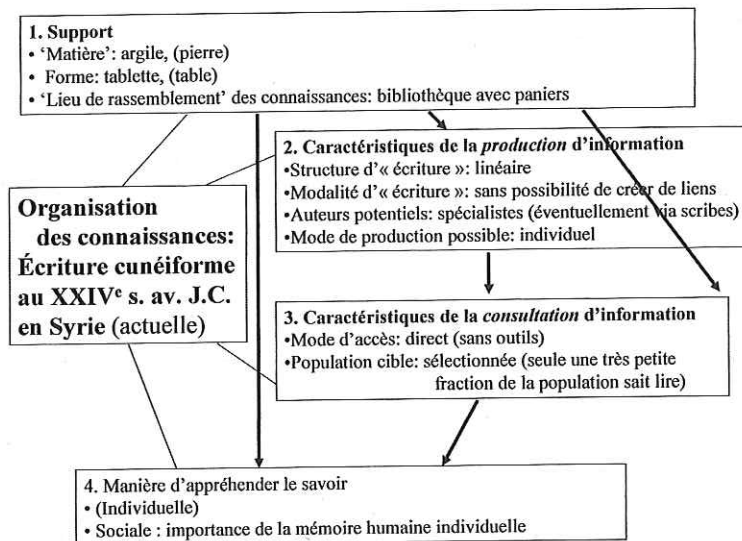 1. Support
• ‘Matière’: argile, (pierre)
• Forme: tablette, (table)
• ‘Lieu de rassemblement’ des connaissances: bibliothèque avec paniers
2. Caractéristiques de la production d’information
•Structure d’« écriture »: linéaire
•Modalité d’« écriture »: sans possibilité de créer de liens
•Auteurs potentiels: spécialistes (éventuellement via scribes)
•Mode de production possible: individuel
Organisation
des connaissances:
Écriture cunéiforme
au XXIVe s. av. J.C.
en Syrie (actuelle)
3. Caractéristiques de la consultation d’information
•Mode d’accès: direct (sans outils)
•Population cible: sélectionnée (seule une très petite
fraction de la population sait lire)
4. Manière d’appréhender le savoir
• (Individuelle)
• Sociale : importance de la mémoire humaine individuelle